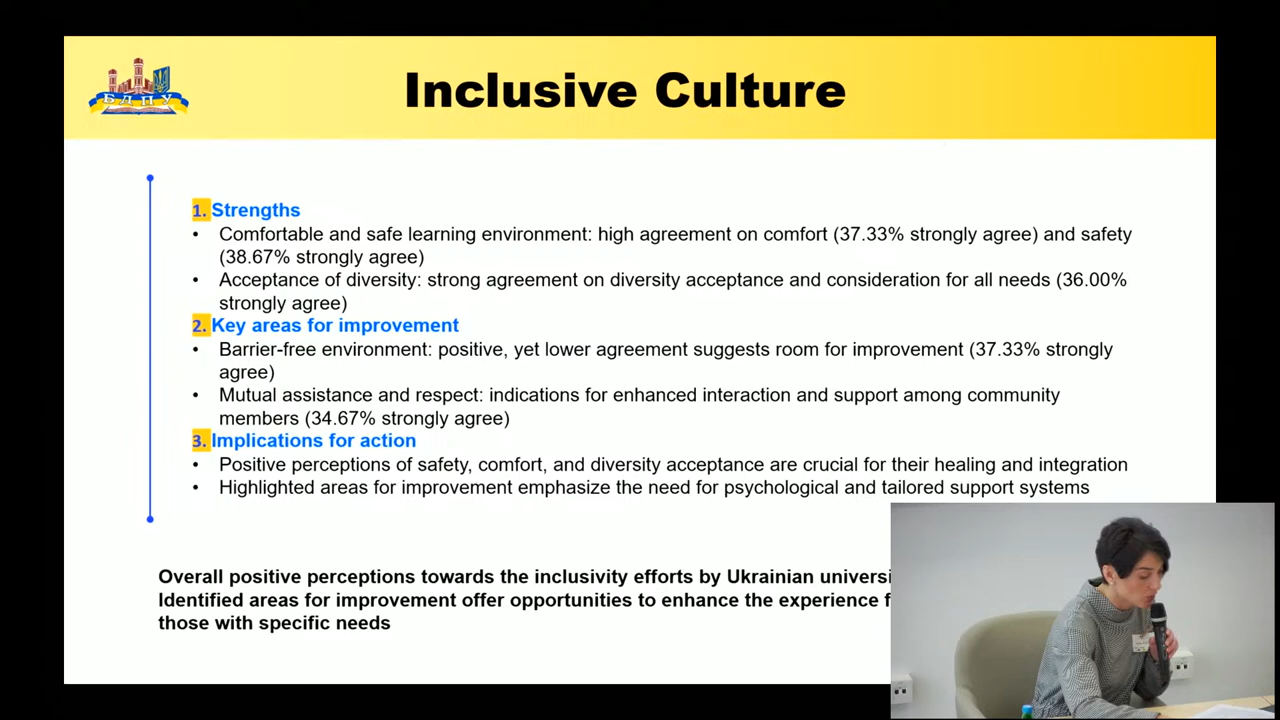 БДПУ
Inclusive Culture
1. Strengths
• Comfortable and safe learning environment: high agreement on comfort (37.33% strongly agree) and safety
(38.67% strongly agree)
• Acceptance of diversity: strong agreement on diversity acceptance and consideration for all needs (36.00%
strongly agree)
2. Key areas for improvement
• Barrier-free environment: positive, yet lower agreement suggests room for improvement (37.33% strongly
agree)
• Mutual assistance and respect: indications for enhanced interaction and support among community
members (34.67% strongly agree)
3. Implications for action
• Positive perceptions of safety, comfort, and diversity acceptance are crucial for their healing and integration
• Highlighted areas for improvement emphasize the need for psychological and tailored support systems
Overall positive perceptions towards the inclusivity efforts by Ukrainian
Identified areas for improvement offer opportunities to enhance the experience
those with specific needs